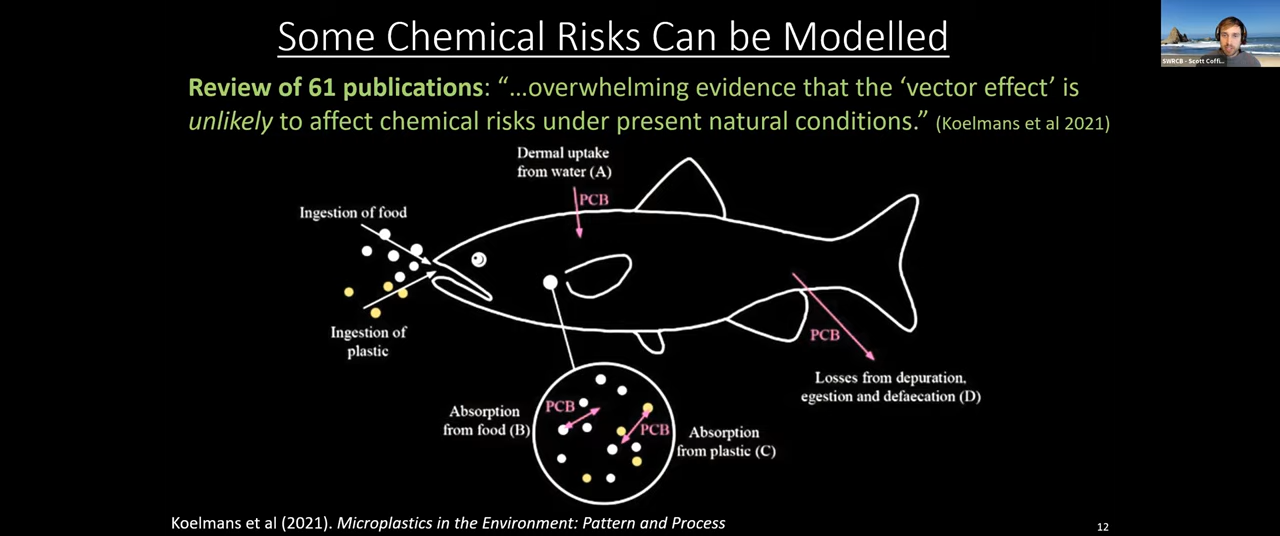 Some Chemical Risks Can be Modelled
SWRCB - Scott Coffi...
Review of 61 publications: “…overwhelming evidence that the ‘vector effect’ is
unlikely to affect chemical risks under present natural conditions.” (Koelmans et al 2021)
Dermal uptake
from water (A)
PCB
Ingestion of food
Ingestion of
plastic
PCB
Losses from depuration,
egestion and defaecation (D)
Absorption
from food (B)
PCB
PCB
Absorption
from plastic (C)
Koelmans et al (2021). Microplastics in the Environment: Pattern and Process
12